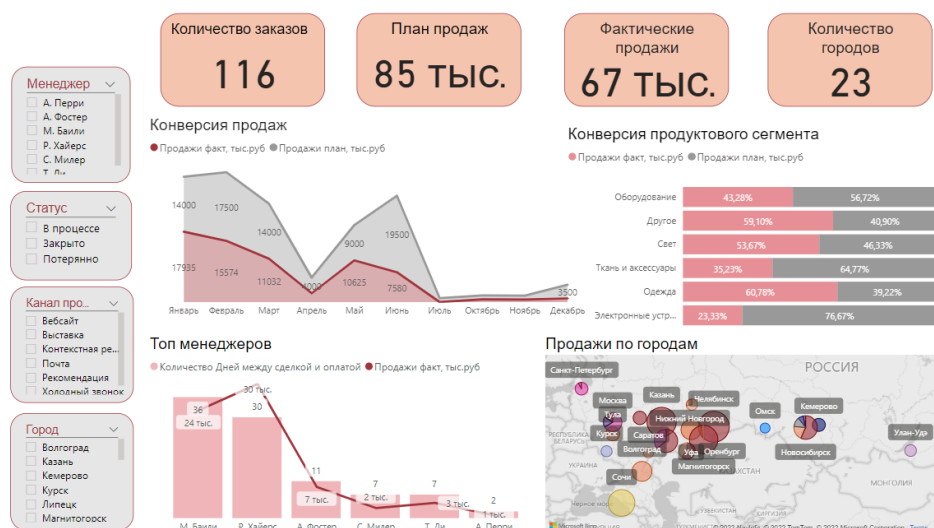 Количество заказов
116
План продаж
85 тыс.
Фактические
продажи
67 тыс.
Количество
городов
23
Менеджер
А. Перри
А. Фостер
М. Баили
Р. Хайерс
С. Милер
Т. Ли
Статус
В процессе
Закрыто
Потерянно
Канал про...
Вебсайт
Выставка
Контекстная ре...
Почта
Рекомендация
Холодный звонок
Город
Волгоград
Казань
Кемерово
Курск
Липецк
Магнитогорск
Конверсия продаж
Продажи факт, тыс.руб Продажи план, тыс.руб
14000
17500
14000
4000
9000
19500
3500
17935
15574
11032
10625
7580
Январь Февраль Март Апрель Май Июнь Июль Октябрь Ноябрь Декабрь
Конверсия продуктового сегмента
Продажи факт, тыс.руб Продажи план, тыс.руб
Оборудование 43,28% 56,72%
Другое 59,10% 40,90%
Свет 53,67% 46,33%
Ткань и аксессуары 35,23% 64,77%
Одежда 60,78% 39,22%
Электронные устр... 23,33% 76,67%
Топ менеджеров
Количество Дней между сделкой и оплатой Продажи факт, тыс.руб
36
24 тыс.
30 тыс.
30
11
7 тыс.
7
2 тыс.
7
3 тыс.
2
1 тыс.
М. Баили Р. Хайерс А. Фостер С. Милер Т. Ли А. Перри
Продажи по городам
РОССИЯ
Санкт-Петербург
Москва
Казань
Челябинск
Тула
Нижний Новгород
Омск
Кемерово
Курск
Саратов
Улан-Удэ
Волгоград
Уфа
Оренбург
Новосибирск
Магнитогорск
Сочи
УКРАИНА
МОНГОЛИЯ